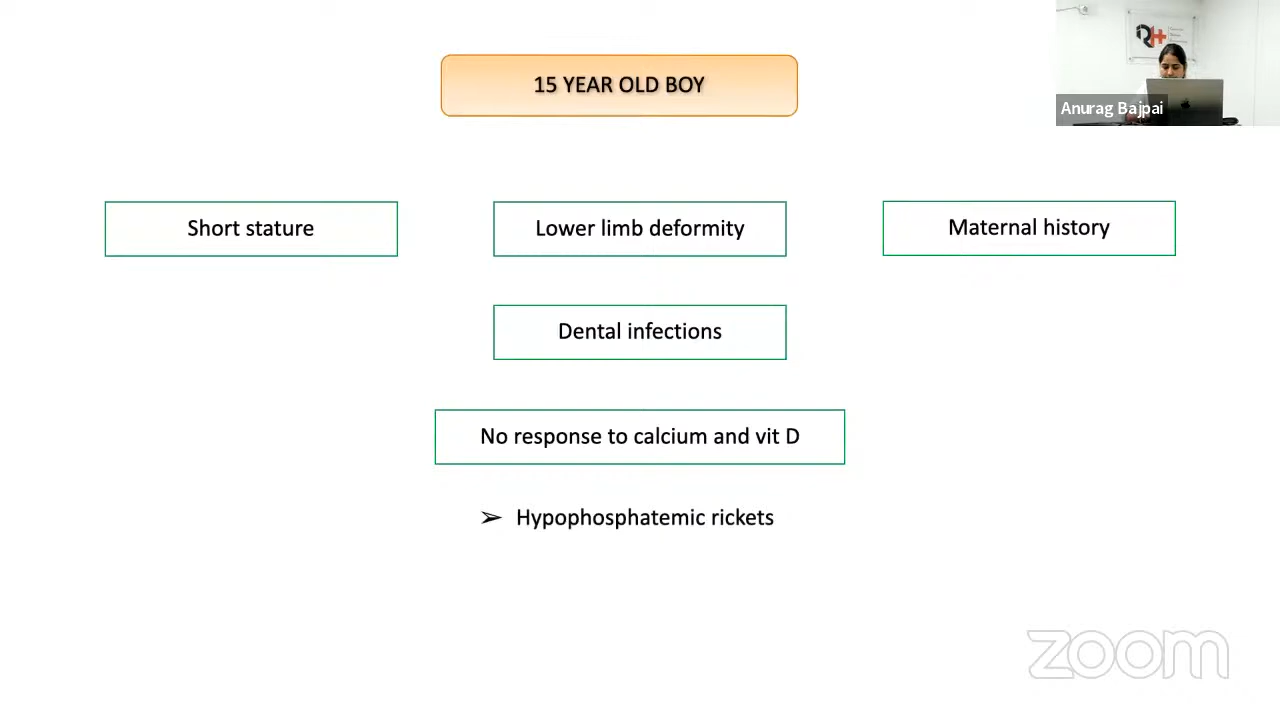 15 YEAR OLD BOY
Anurag Bajpai
Short stature
Lower limb deformity
Maternal history
Dental infections
No response to calcium and vit D
➢ Hypophosphatemic rickets
zoom